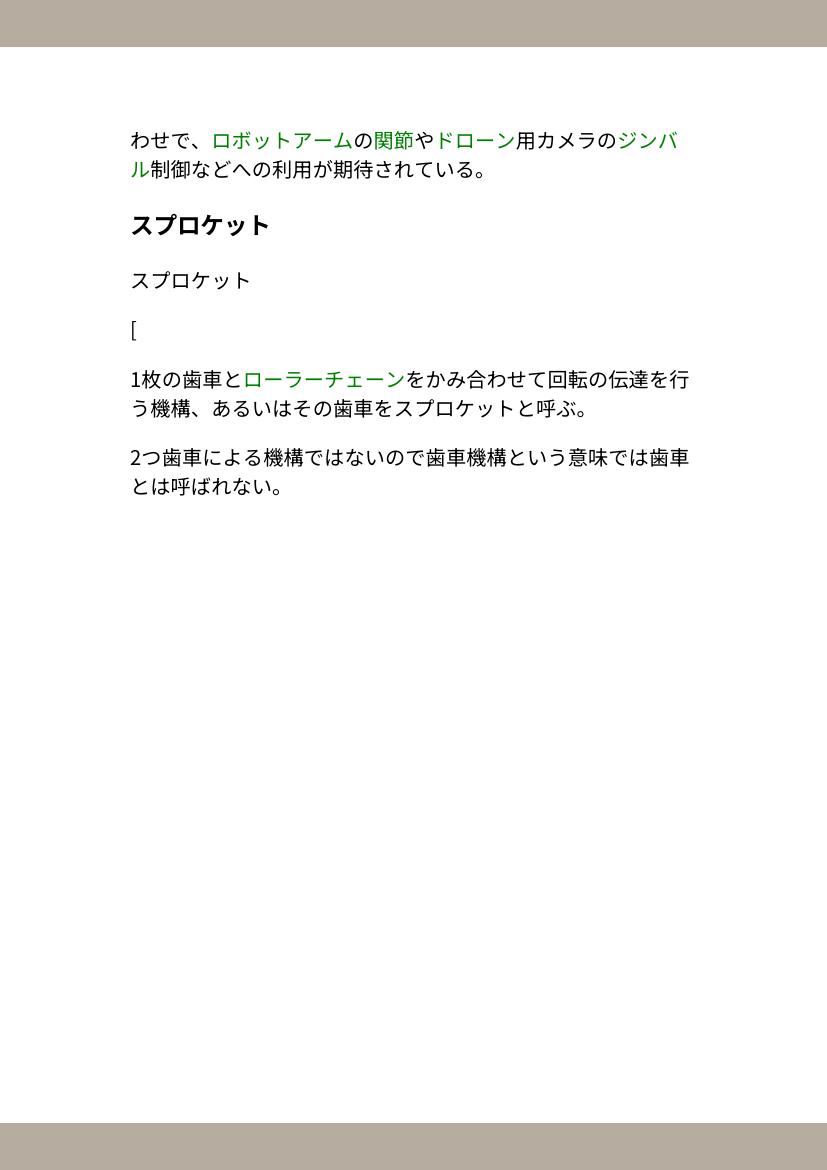 わせで、ロボットアームの関節やドローン用カメラのジンバ
ル制御などへの利用が期待されている。
スプロケット
スプロケット
[
1枚の歯車とローラーチェーンをかみ合わせて回転の伝達を行
う機構、あるいはその歯車をスプロケットと呼ぶ。
2つ歯車による機構ではないので歯車機構という意味では歯車
とは呼ばれない。